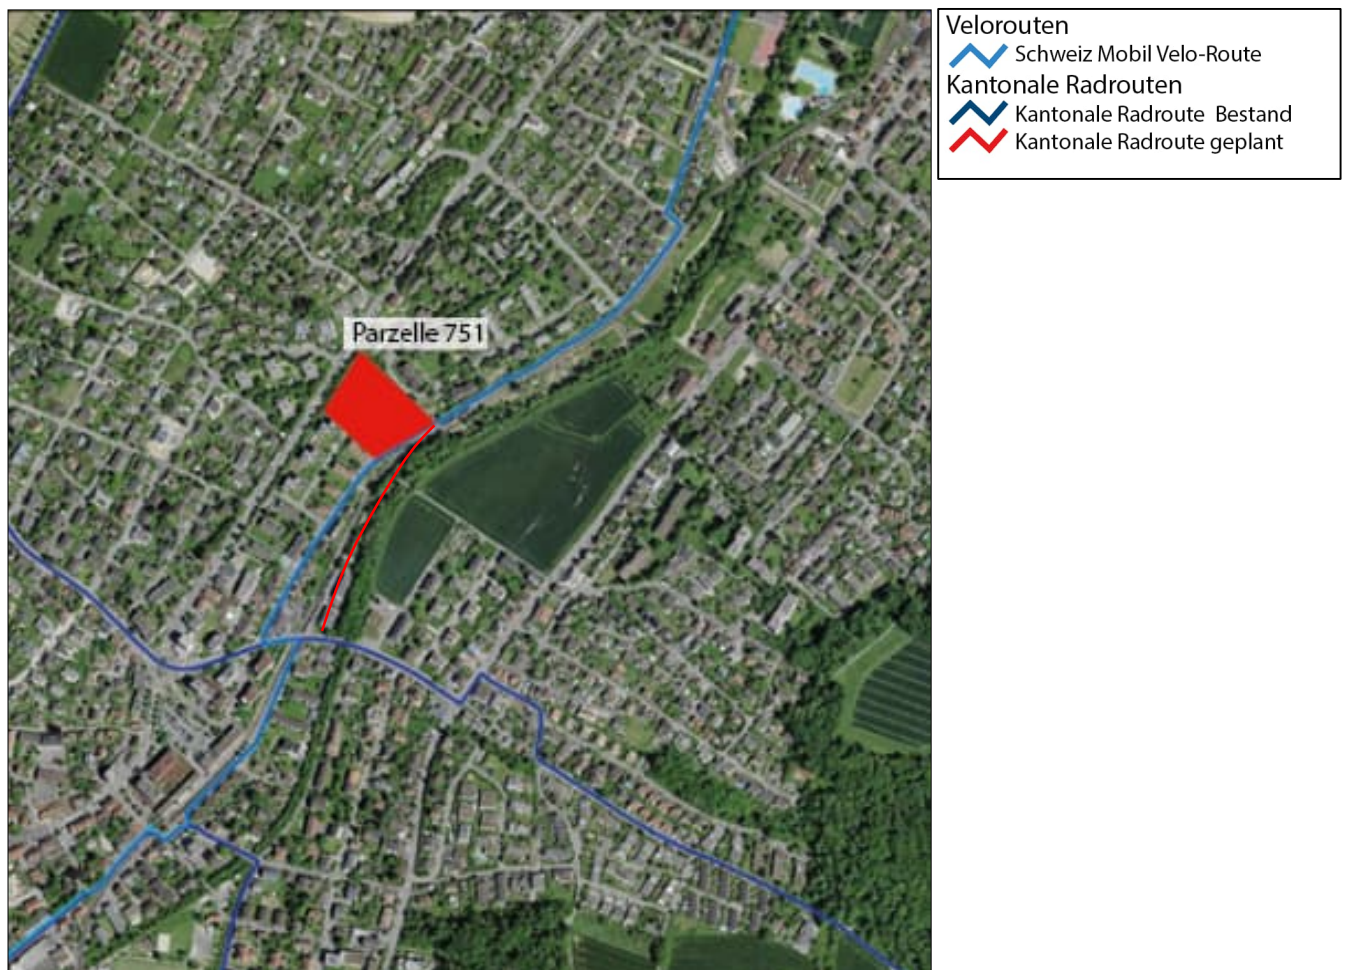 Velorouten
Schweiz Mobil Velo-Route
Kantonale Radrouten
Kantonale Radroute Bestand
Kantonale Radroute geplant
Parzelle 751